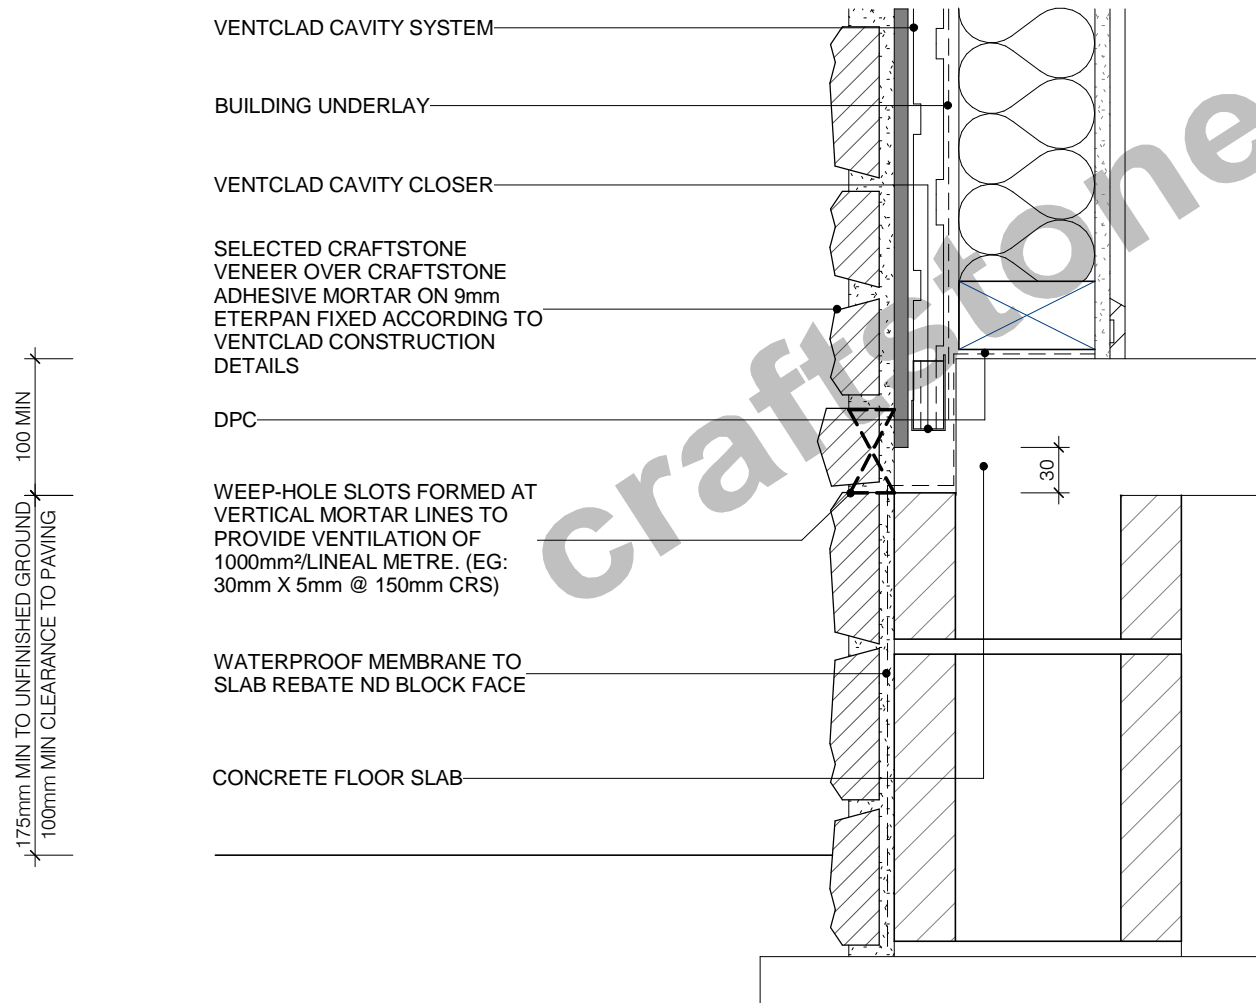 VENTCLAD CAVITY SYSTEM
BUILDING UNDERLAY
VENTCLAD CAVITY CLOSER
SELECTED CRAFTSTONE
VENEER OVER CRAFTSTONE
ADHESIVE MORTAR ON 9mm
ETERPAN FIXED ACCORDING TO
VENTCLAD CONSTRUCTION
DETAILS
DPC
WEEP-HOLE SLOTS FORMED AT
VERTICAL MORTAR LINES TO
PROVIDE VENTILATION OF
1000mm²/LINEAL METRE. (EG:
30mm X 5mm @ 150mm CRS)
WATERPROOF MEMBRANE TO
SLAB REBATE ND BLOCK FACE
CONCRETE FLOOR SLAB
100 MIN
175mm MIN TO UNFINISHED GROUND
100mm MIN CLEARANCE TO PAVING
30
craftstone